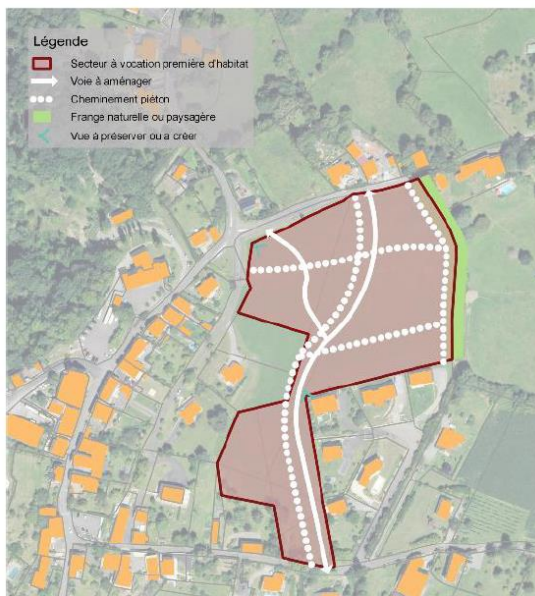 Légende
Secteur à vocation première d'habitat
Voie à aménager
Cheminement piéton
Frange naturelle ou paysagère
Vue à préserver ou a créer